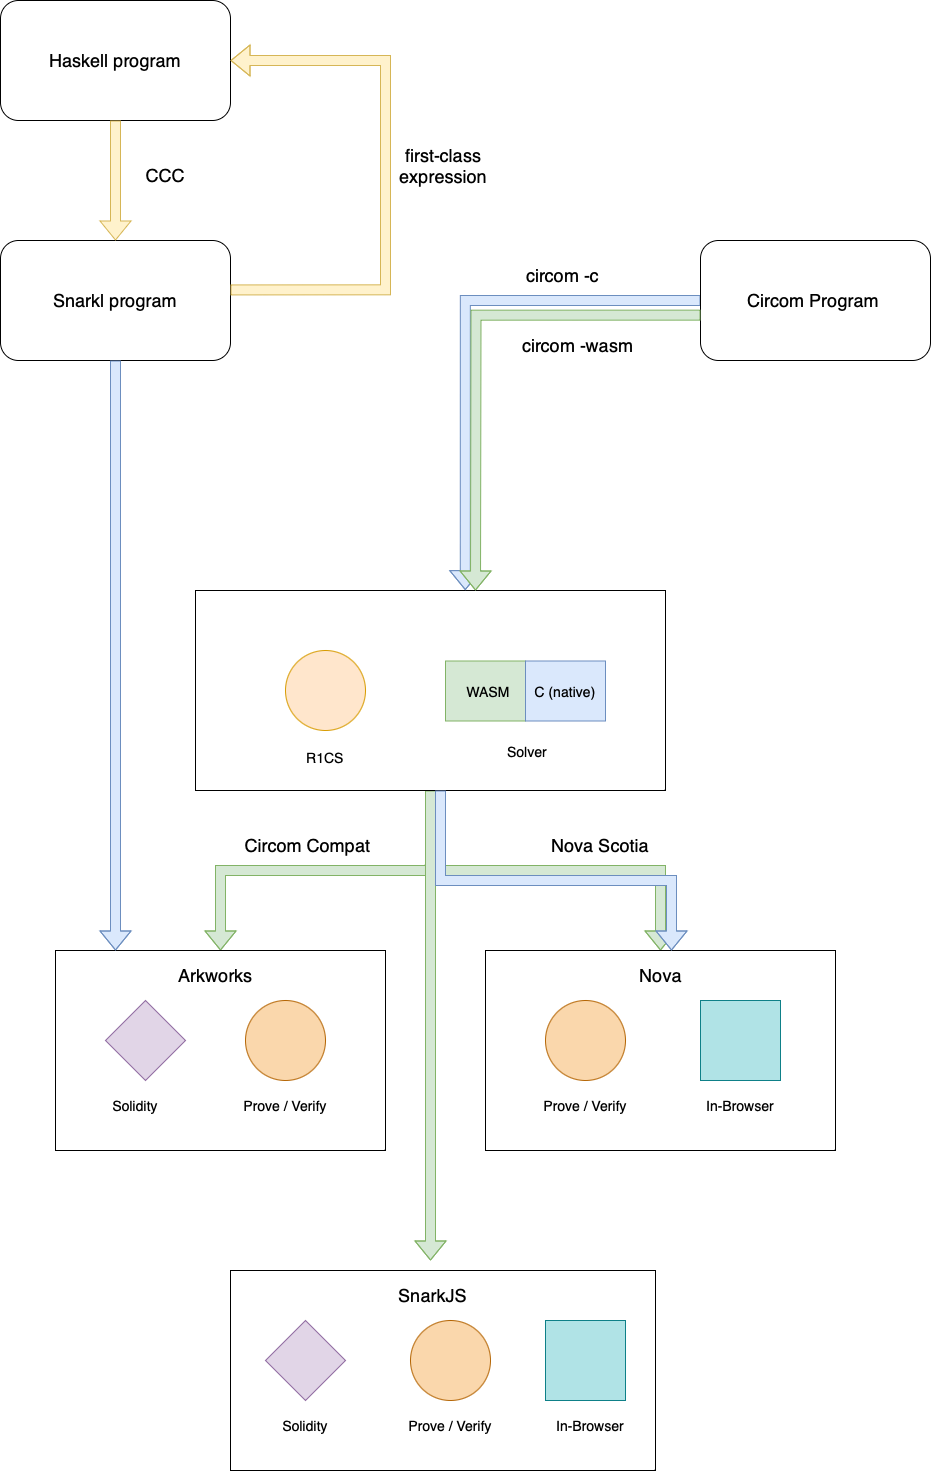 Haskell program
CCC
first-class
expression
Snarkl program
circom -c
Circom Program
circom -wasm
WASM
C (native)
R1CS
Solver
Circom Compat
Nova Scotia
Arkworks
Solidity
Prove / Verify
Nova
Prove / Verify
In-Browser
SnarkJS
Solidity
Prove / Verify
In-Browser